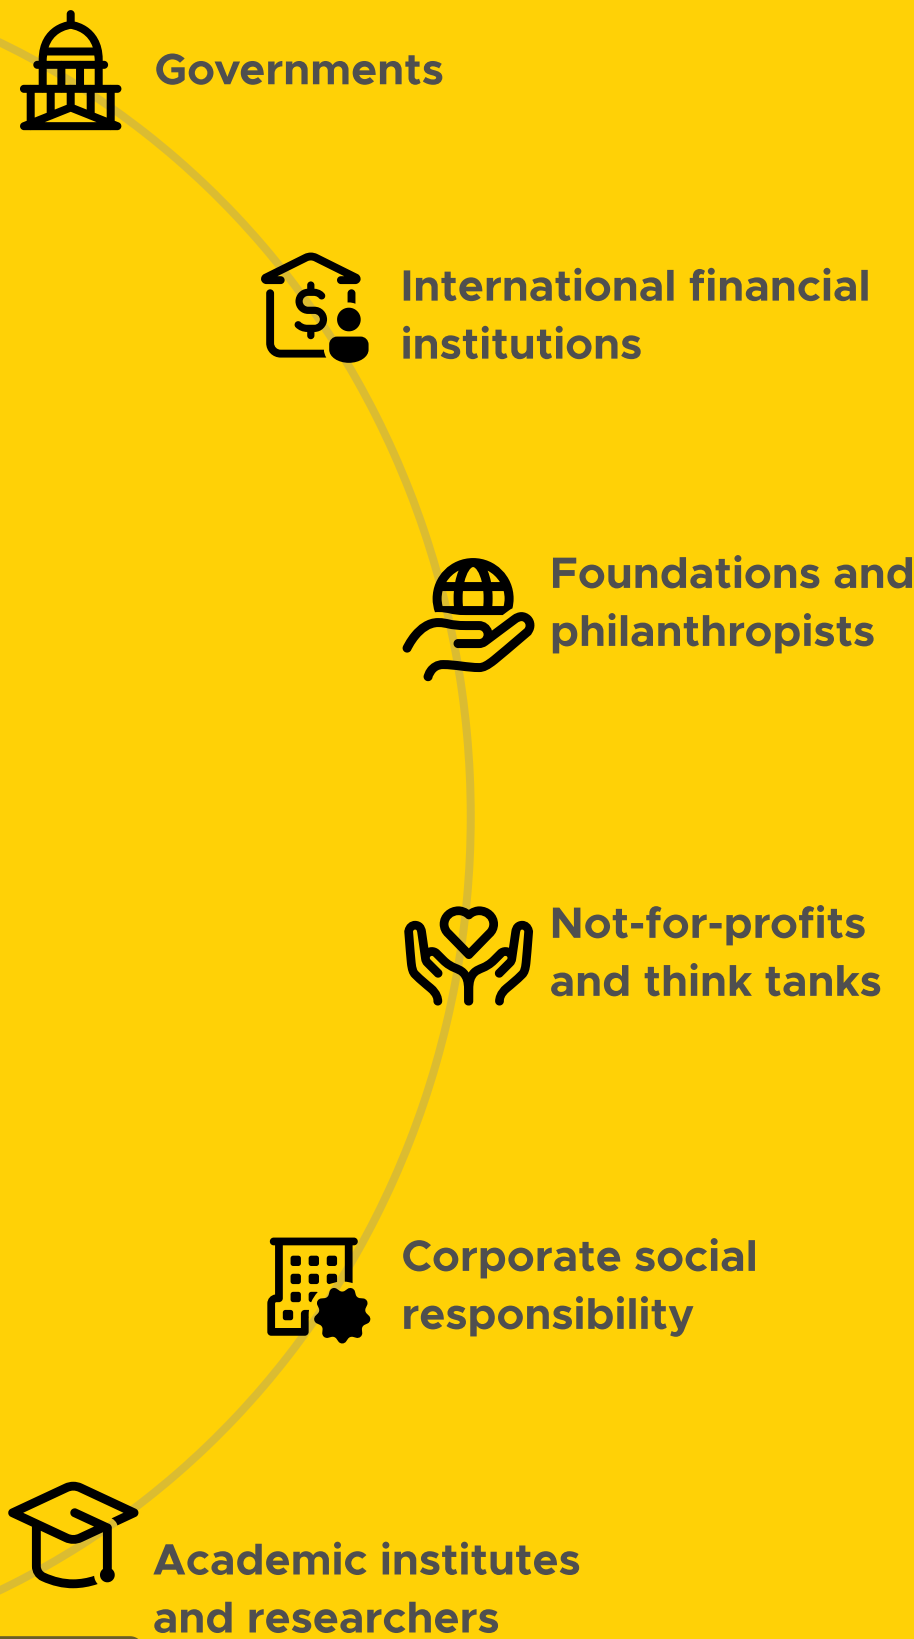 Governments
International financial
institutions
Foundations and
philanthropists
Not-for-profits
and think tanks
Corporate social
responsibility
Academic institutes
and researchers